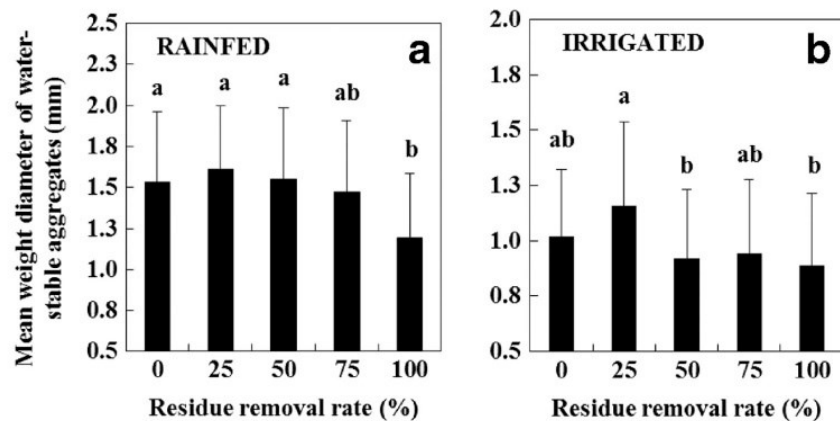 Mean weight diameter of water-
stable aggregates (mm)
RAINFED
a
2.5
2.3
2.0
1.8
1.5
1.3
1.0
0.8
0.5
a
a
a
ab
b
0 25 50 75 100
Residue removal rate (%)
IRRIGATED
b
2.0
1.8
1.5
1.3
1.0
0.8
0.5
ab
a
b
ab
b
0 25 50 75 100
Residue removal rate (%)